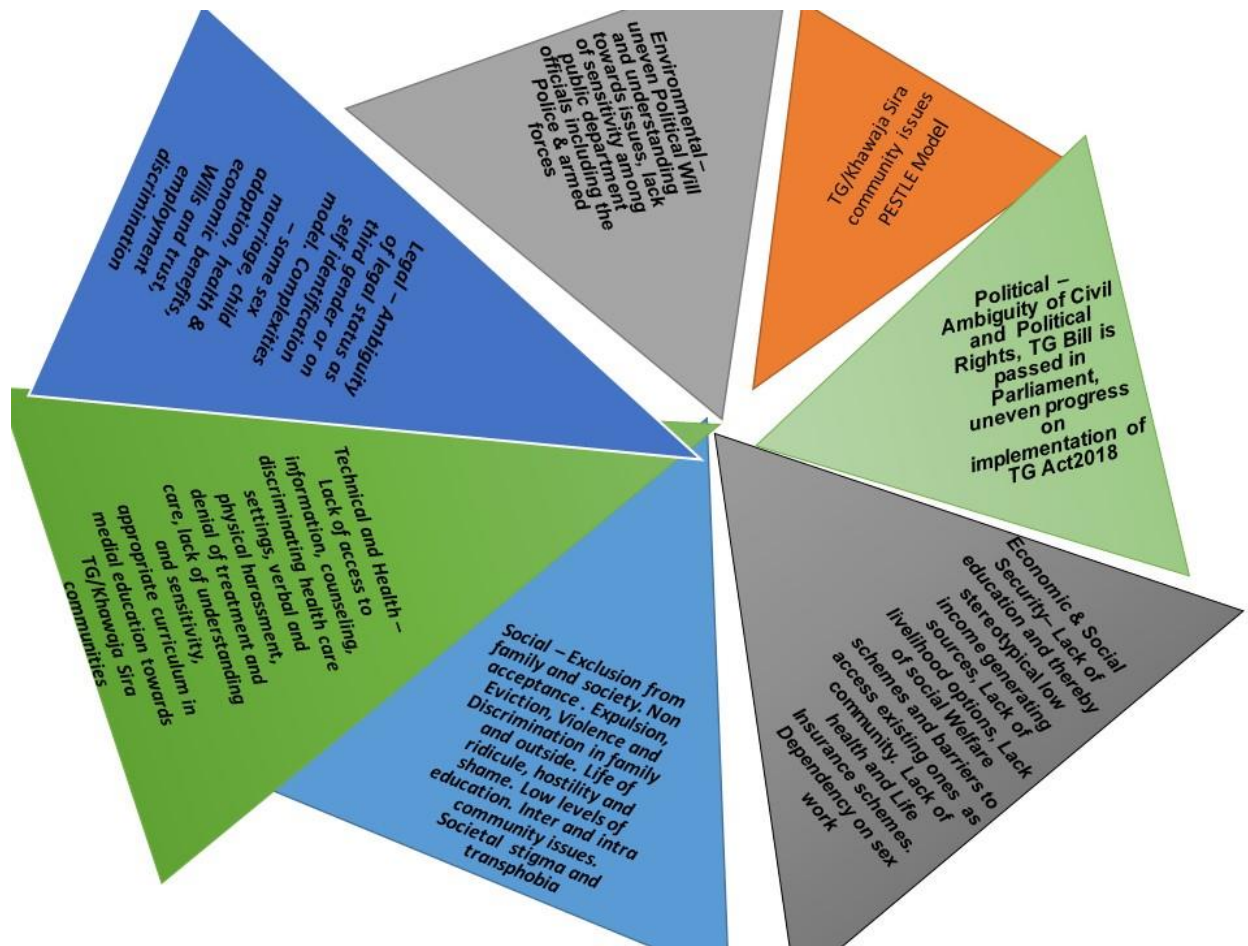 TG/Khawaja Sira
community issues
PESTLE Model
Political –
Ambiguity of Civil
and Political
Rights, TG Bill is
passed in
Parliament,
uneven progress
on
implementation of
TG Act2018
Economic & Social
Security– Lack of
education and thereby
stereotypical low
income generating
sources, Lack of
livelihood options, Lack
of social Welfare
schemes and barriers to
access existing ones as
community. Lack of
health and Life
Insurance schemes.
Dependency on sex
work
Social – Exclusion from
family and society. Non
acceptance . Expulsion,
Eviction, Violence and
Discrimination in family
and outside. Life of
ridicule, hostility and
shame. Low levels of
education. Inter and intra
community issues.
Societal stigma and
transphobia
Technical and Health –
Lack of access to
information, counseling,
discriminating health care
settings, verbal and
physical harassment,
denial of treatment and
care, lack of understanding
and sensitivity,
appropriate curriculum in
medial education towards
TG/Khawaja Sira
communities
Legal – Ambiguity
of legal status as
third gender or on
self identification
model. Complexities
– same sex
marriage, child
adoption, health &
economic benefits,
Wills and trust,
employment
discrimination
Environmental –
uneven Political Will
and understanding
towards issues, lack
of sensitivity among
public department
officials including the
Police & armed
forces